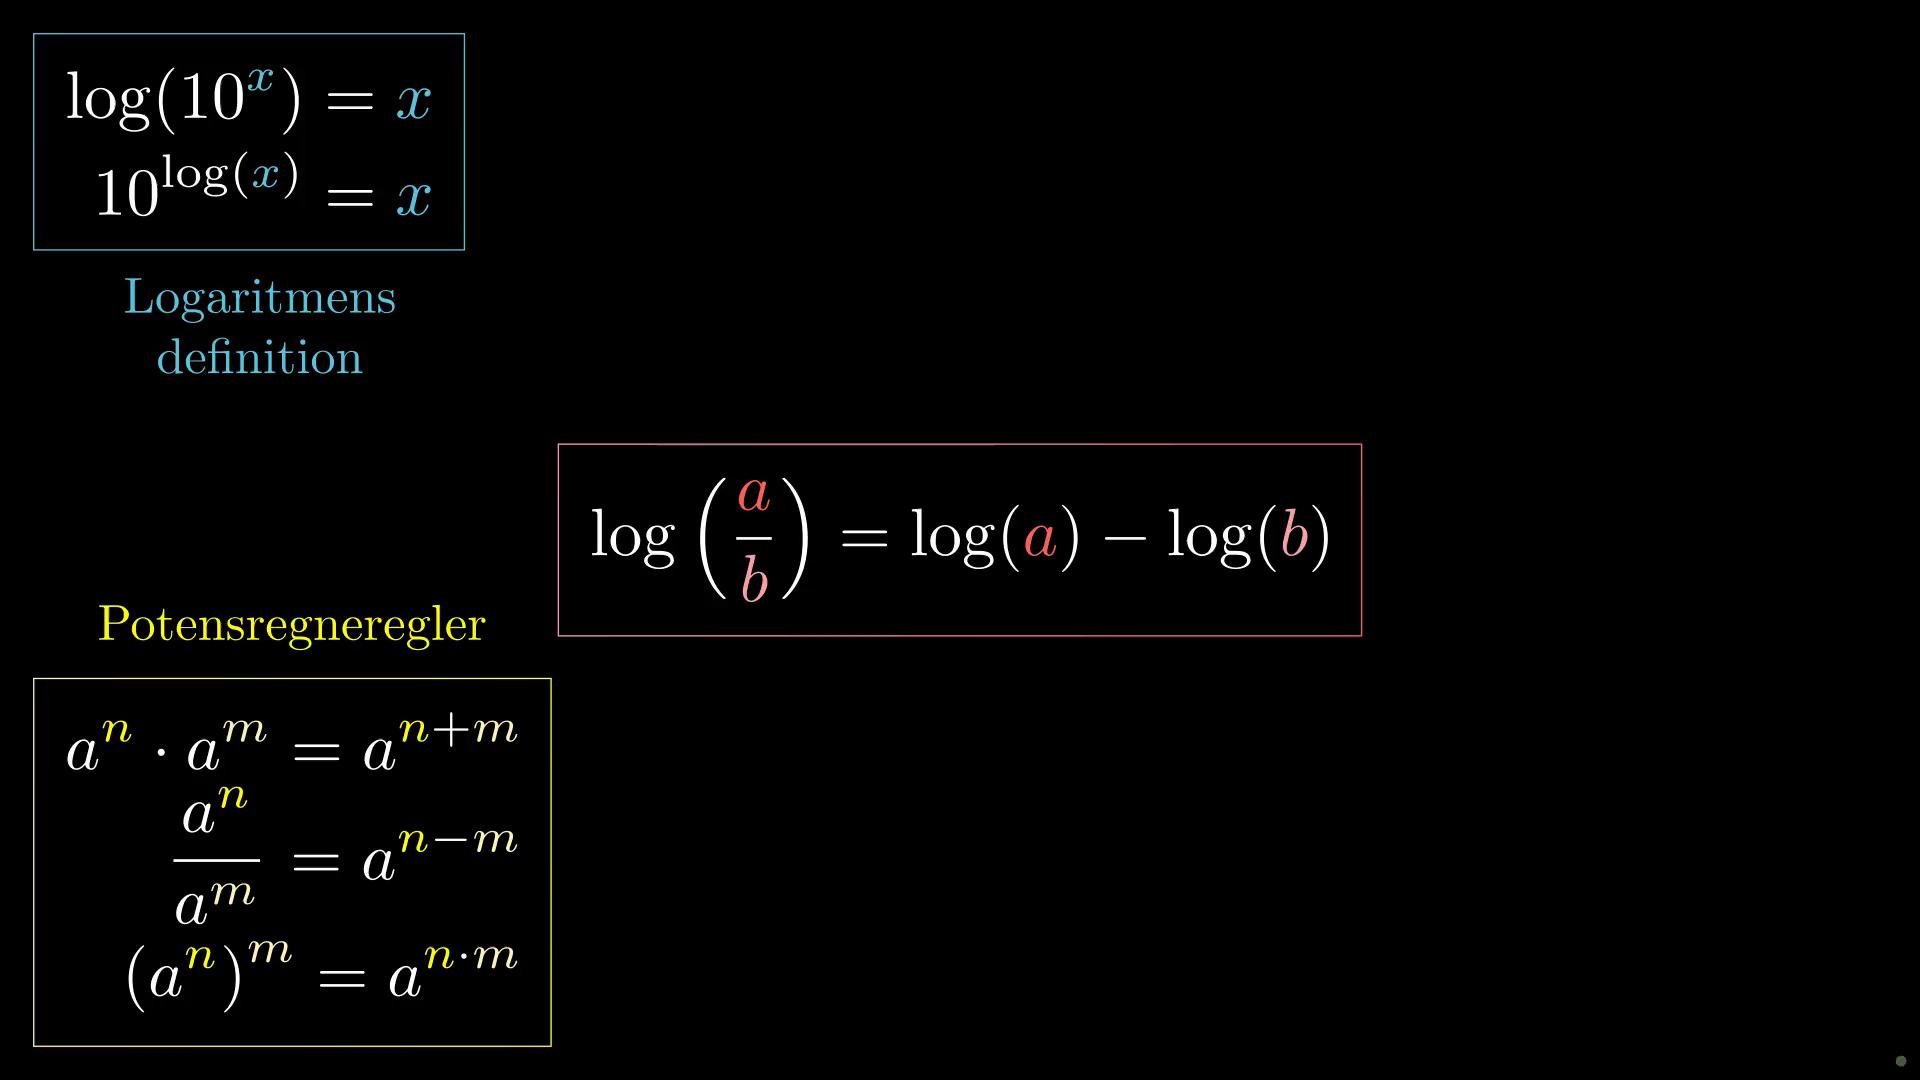 log(10^x) = x
10^{log(x)} = x
Logaritmens
definition
log(a/b) = log(a) − log(b)
Potensregneregler
a^n · a^m = a^{n+m}
a^n/a^m = a^{n−m}
(a^n)^m = a^{n·m}